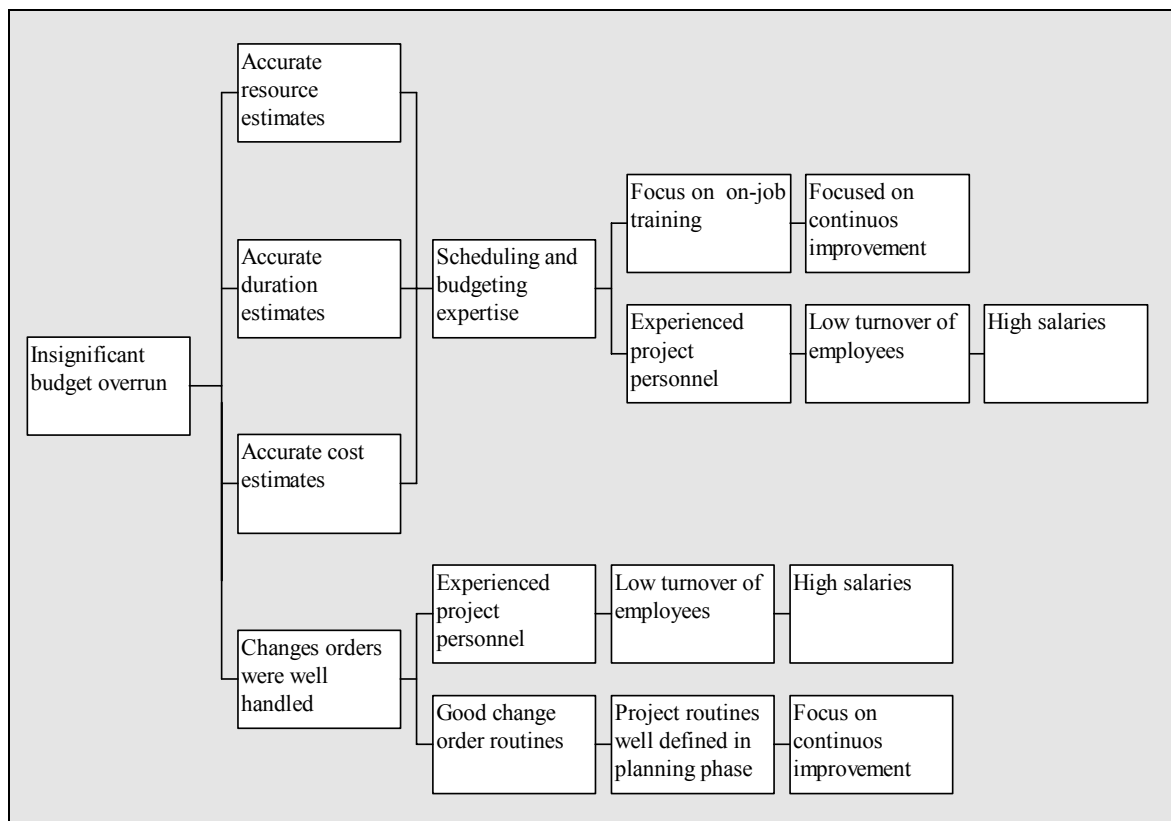 Accurate
resource
estimates
Focus on on-job
training
Focused on
continuos
improvement
Accurate
duration
estimates
Scheduling and
budgeting
expertise
Experienced
project
personnel
Low turnover of
employees
High salaries
Insignificant
budget overrun
Accurate cost
estimates
Experienced
project
personnel
Low turnover of
employees
High salaries
Changes orders
were well
handled
Good change
order routines
Project routines
well defined in
planning phase
Focus on
continuos
improvement